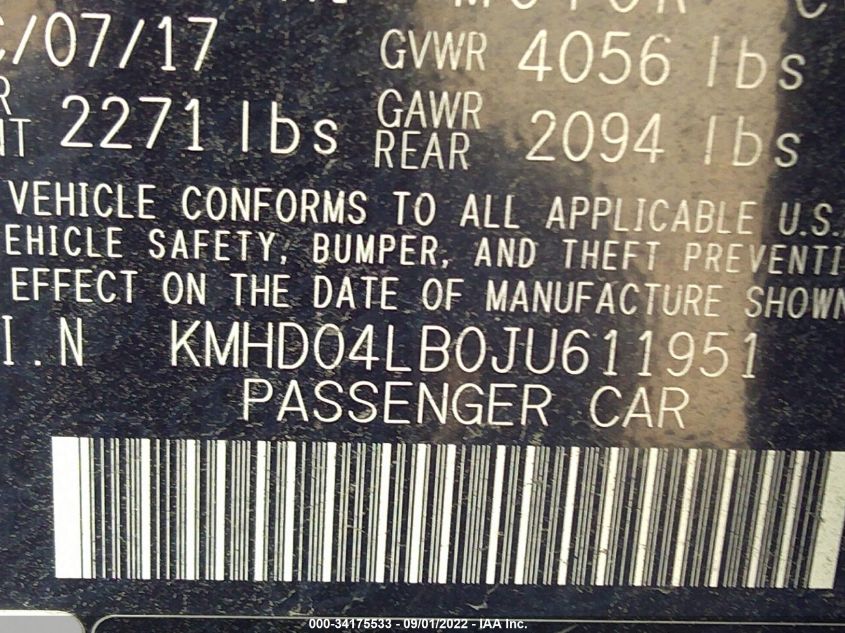 MOTOR C
C/07/17 GVWR 4056 lbs
2271 lbs GAWR REAR 2094 lbs
VEHICLE CONFORMS TO ALL APPLICABLE U.S.
EHICLE SAFETY, BUMPER, AND THEFT PREVENTI
EFFECT ON THE DATE OF MANUFACTURE SHOWN
I.N KMHD04LB0JU611951
PASSENGER CAR
000-34175533 - 09/01/2022 - IAA Inc.